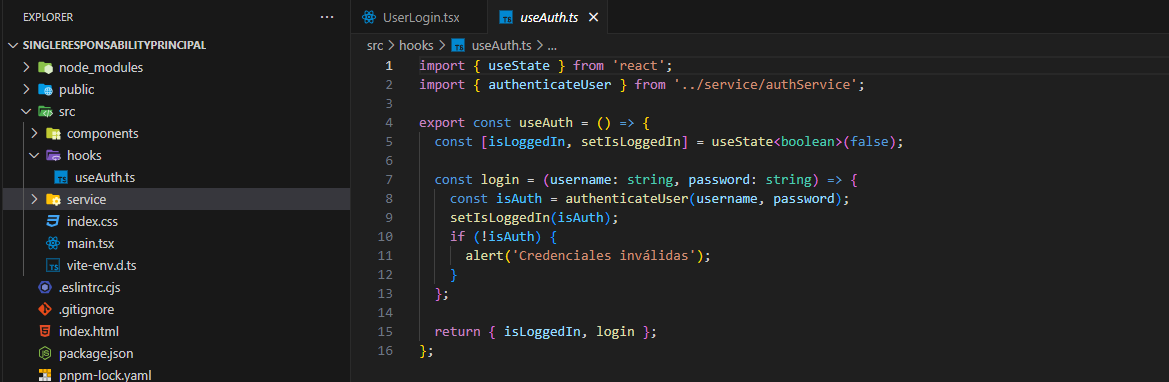 EXPLORER
SINGLERESPONSABILITYPRINCIPAL
node_modules
public
src
components
hooks
useAuth.ts
service
index.css
main.tsx
vite-env.d.ts
.eslintrc.cjs
.gitignore
index.html
package.json
pnpm-lock.yaml
UserLogin.tsx
useAuth.ts
src > hooks > useAuth.ts > ...
1 import { useState } from 'react';
2 import { authenticateUser } from '../service/authService';
3
4 export const useAuth = () => {
5 const [isLoggedIn, setIsLoggedIn] = useState<boolean>(false);
6
7 const login = (username: string, password: string) => {
8 const isAuth = authenticateUser(username, password);
9 setIsLoggedIn(isAuth);
10 if (!isAuth) {
11 alert('Credenciales inválidas');
12 }
13 };
14
15 return { isLoggedIn, login };
16 };